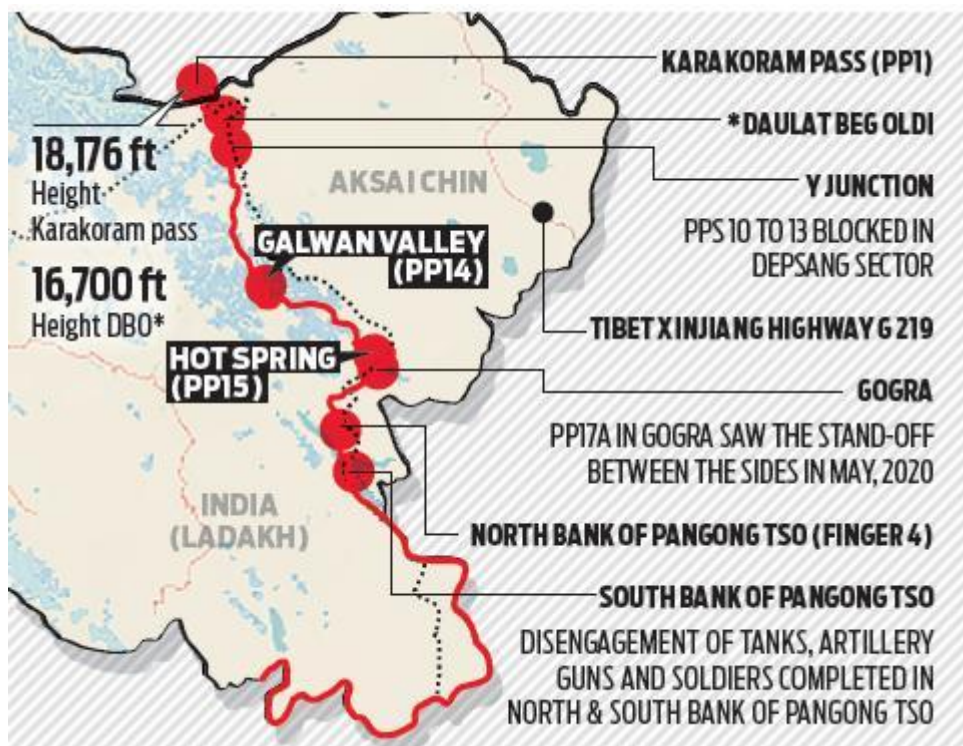 KARAKORAM PASS (PP1)
*DAULAT BEG OLDI
18,176 ft
Height
Karakoram pass
AKSAI CHIN
Y JUNCTION
PPS 10 TO 13 BLOCKED IN
DEPSANG SECTOR
GALWAN VALLEY
(PP14)
16,700 ft
Height DBO*
TIBET XINJIANG HIGHWAY G 219
HOT SPRING
(PP15)
GOGRA
PP17A IN GOGRA SAW THE STAND-OFF
BETWEEN THE SIDES IN MAY, 2020
INDIA
(LADAKH)
NORTH BANK OF PANGONG TSO (FINGER 4)
SOUTH BANK OF PANGONG TSO
DISENGAGEMENT OF TANKS, ARTILLERY
GUNS AND SOLDIERS COMPLETED IN
NORTH & SOUTH BANK OF PANGONG TSO